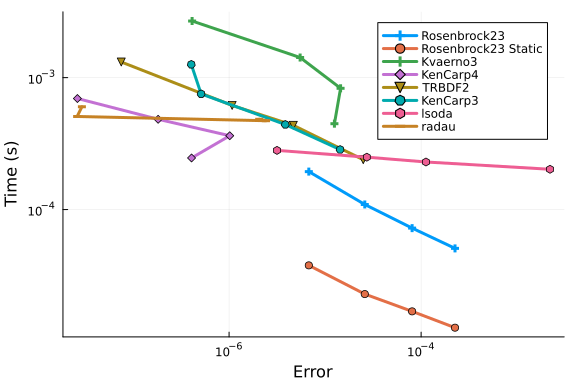 Rosenbrock23
Rosenbrock23 Static
Kvaerno3
KenCarp4
TRBDF2
KenCarp3
lsoda
radau
10⁻³
10⁻⁴
Time (s)
10⁻⁶
10⁻⁴
Error